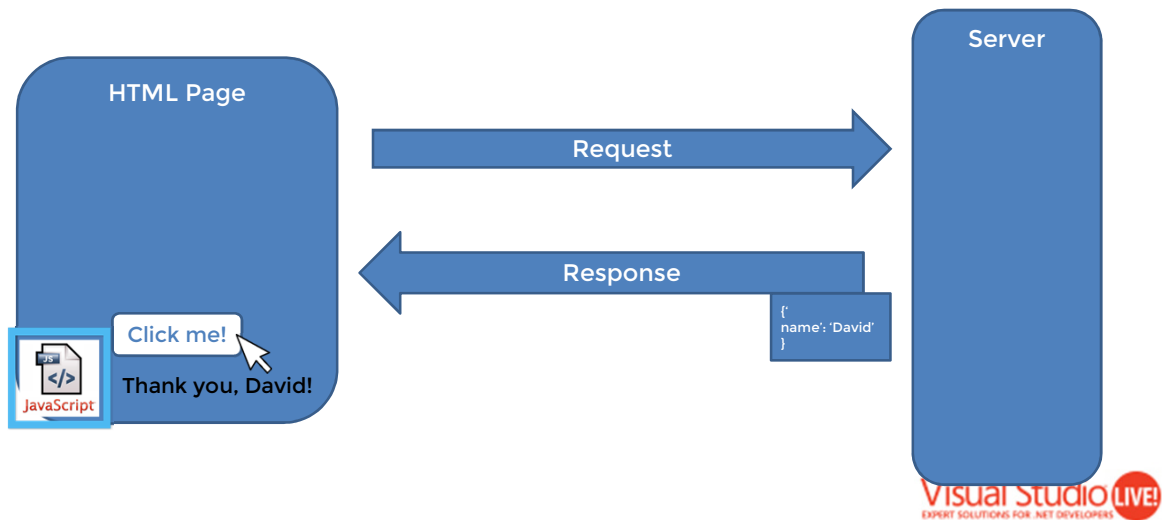 Server
HTML Page
Request
Response
{‘
name’: ‘David’
}
Click me!
Thank you, David!
JS
</>
JavaScript
Visual Studio LIVE!
EXPERT SOLUTIONS FOR .NET DEVELOPERS